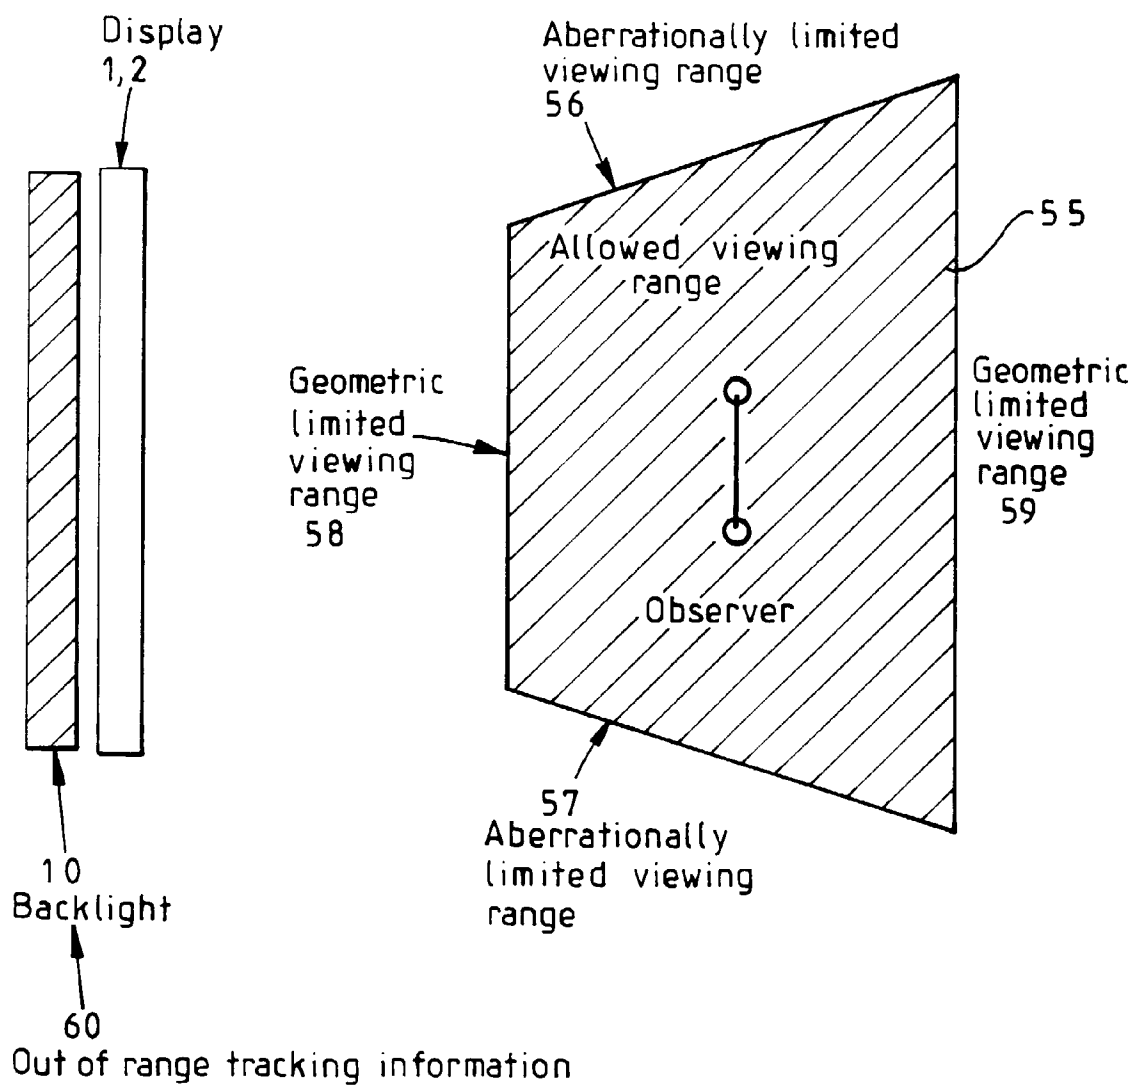 Display
1,2
Aberrationally limited
viewing range
56
55
Allowed viewing
range
Geometric
limited
viewing
range
58
Geometric
limited
viewing
range
59
Observer
57
Aberrationally
limited viewing
range
10
Backlight
60
Out of range tracking information